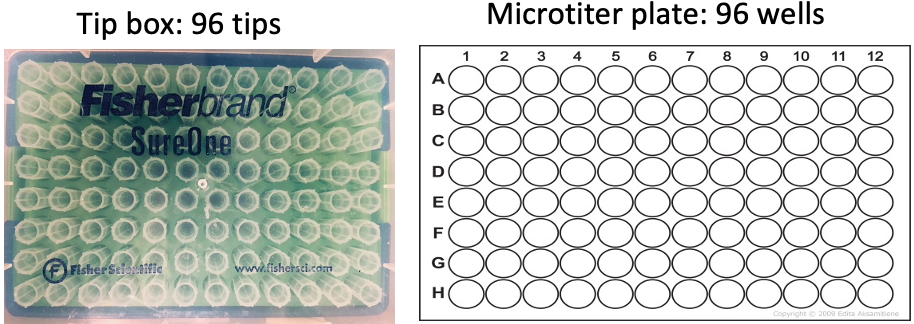 Tip box: 96 tips
Fisherbrand®
SureOne
F Fisher Scientific
www.fishersci.com
Microtiter plate: 96 wells
1 2 3 4 5 6 7 8 9 10 11 12
A
B
C
D
E
F
G
H
Copyright © 2009 Edita Aksamitiene